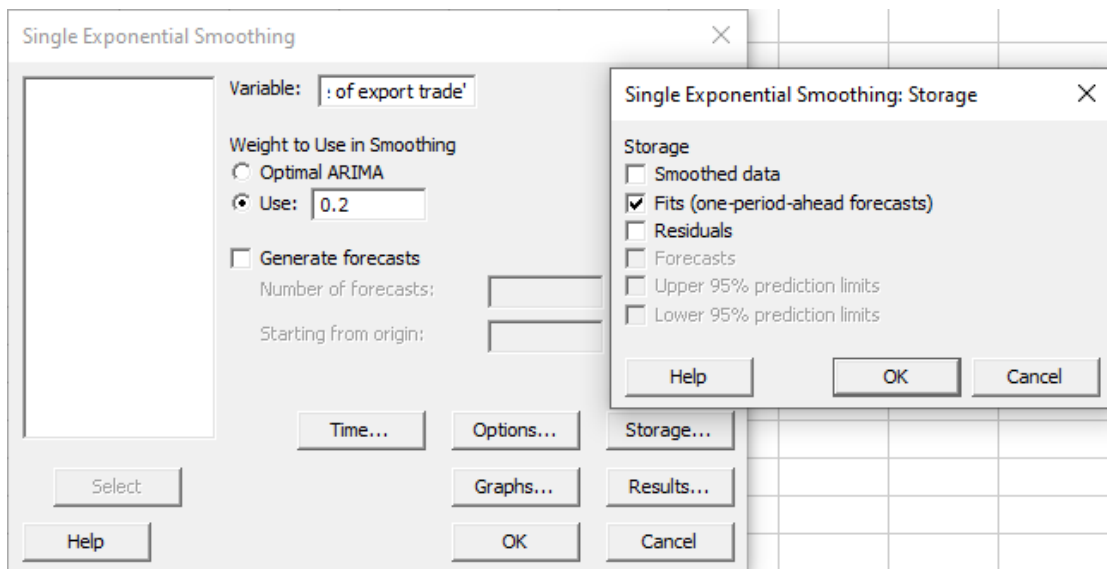 Single Exponential Smoothing
Variable: : of export trade'
Weight to Use in Smoothing
Optimal ARIMA
Use: 0.2
Generate forecasts
Number of forecasts:
Starting from origin:
Time... Options... Storage...
Select Graphs... Results...
Help OK Cancel
Single Exponential Smoothing: Storage
Storage
Smoothed data
Fits (one-period-ahead forecasts)
Residuals
Forecasts
Upper 95% prediction limits
Lower 95% prediction limits
Help OK Cancel